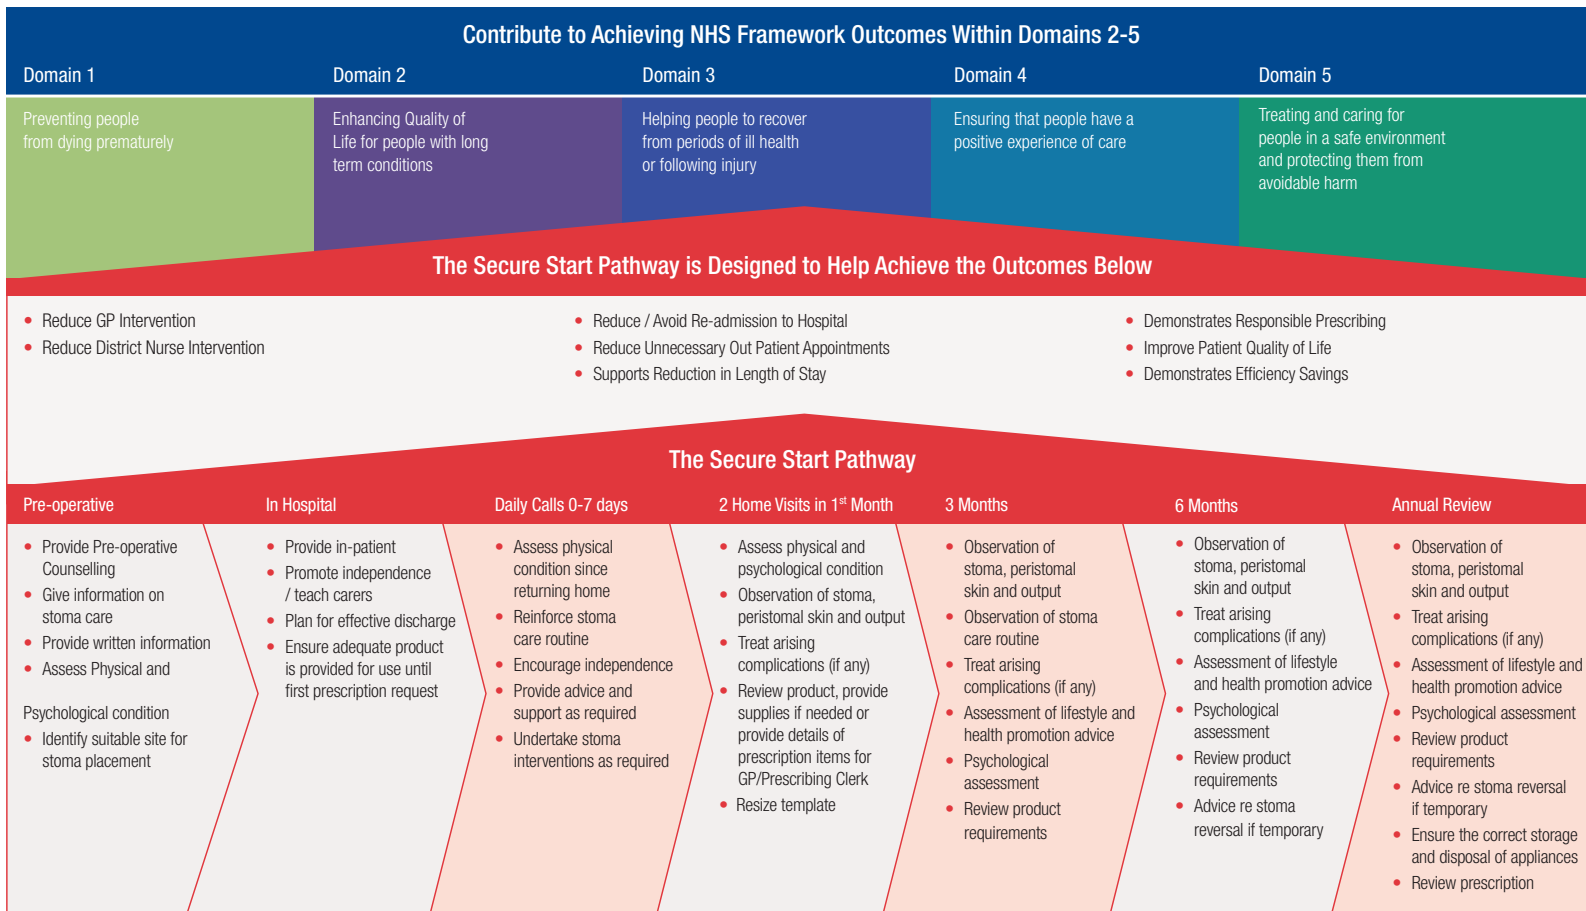 Contribute to Achieving NHS Framework Outcomes Within Domains 2-5
Domain 1
Domain 2
Domain 3
Domain 4
Domain 5
Preventing people
from dying prematurely
Enhancing Quality of
Life for people with long
term conditions
Helping people to recover
from periods of ill health
or following injury
Ensuring that people have a
positive experience of care
Treating and caring for
people in a safe environment
and protecting them from
avoidable harm
The Secure Start Pathway is Designed to Help Achieve the Outcomes Below
• Reduce GP Intervention
• Reduce District Nurse Intervention
• Reduce / Avoid Re-admission to Hospital
• Reduce Unnecessary Out Patient Appointments
• Supports Reduction in Length of Stay
• Demonstrates Responsible Prescribing
• Improve Patient Quality of Life
• Demonstrates Efficiency Savings
The Secure Start Pathway
Pre-operative
• Provide Pre-operative
Counselling
• Give information on
stoma care
• Provide written information
• Assess Physical and
Psychological condition
• Identify suitable site for
stoma placement
In Hospital
• Provide in-patient
• Promote independence
/ teach carers
• Plan for effective discharge
• Ensure adequate product
is provided for use until
first prescription request
Daily Calls 0-7 days
• Assess physical
condition since
returning home
• Reinforce stoma
care routine
• Encourage independence
• Provide advice and
support as required
• Undertake stoma
interventions as required
2 Home Visits in 1st Month
• Assess physical and
psychological condition
• Observation of stoma,
peristomal skin and output
• Treat arising
complications (if any)
• Review product, provide
supplies if needed or
provide details of
prescription items for
GP/Prescribing Clerk
• Resize template
3 Months
• Observation of
stoma, peristomal
skin and output
• Observation of stoma
care routine
• Treat arising
complications (if any)
• Assessment of lifestyle and
health promotion advice
• Psychological
assessment
• Review product
requirements
6 Months
• Observation of
stoma, peristomal
skin and output
• Treat arising
complications (if any)
• Assessment of lifestyle
and health promotion advice
• Psychological
assessment
• Review product
requirements
• Advice re stoma
reversal if temporary
Annual Review
• Observation of
stoma, peristomal
skin and output
• Treat arising
complications (if any)
• Assessment of lifestyle and
health promotion advice
• Psychological assessment
• Review product
requirements
• Advice re stoma reversal
if temporary
• Ensure the correct storage
and disposal of appliances
• Review prescription